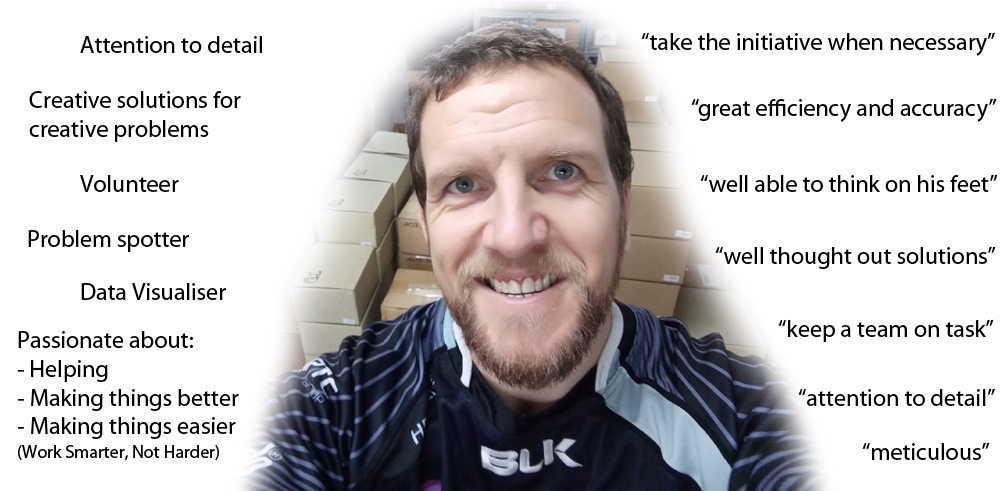 Attention to detail
Creative solutions for
creative problems
Volunteer
Problem spotter
Data Visualiser
Passionate about:
- Helping
- Making things better
- Making things easier
(Work Smarter, Not Harder)
“take the initiative when necessary”
“great efficiency and accuracy”
“well able to think on his feet”
“well thought out solutions”
“keep a team on task”
“attention to detail”
“meticulous”
BLK